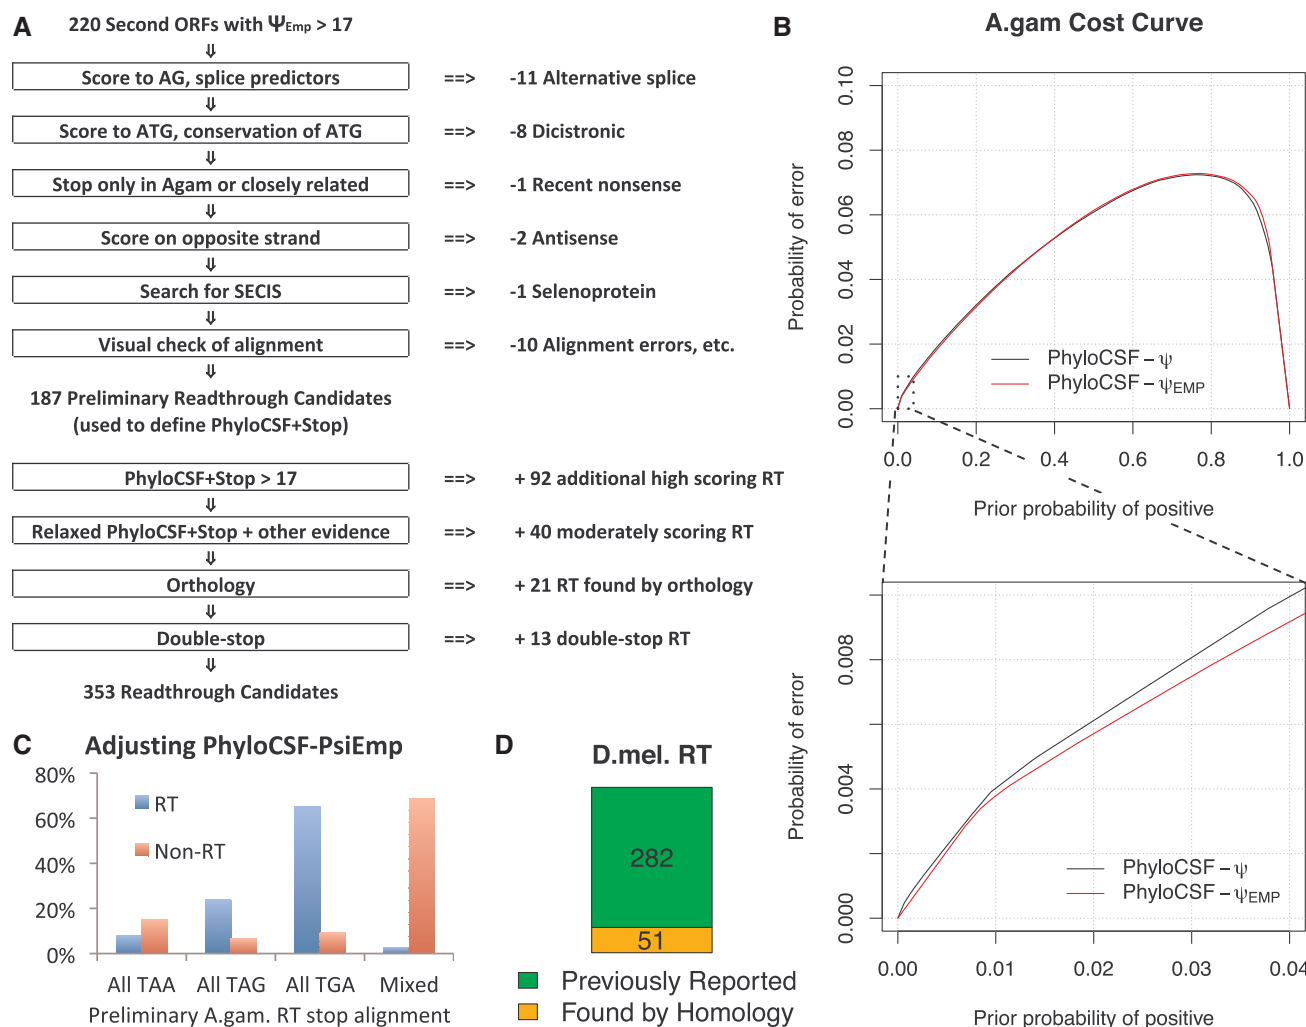 A
220 Second ORFs with ΨEmp > 17
⇓
Score to AG, splice predictors ==> -11 Alternative splice
⇓
Score to ATG, conservation of ATG ==> -8 Dicistronic
⇓
Stop only in Agam or closely related ==> -1 Recent nonsense
⇓
Score on opposite strand ==> -2 Antisense
⇓
Search for SECIS ==> -1 Selenoprotein
⇓
Visual check of alignment ==> -10 Alignment errors, etc.
⇓
187 Preliminary Readthrough Candidates
(used to define PhyloCSF+Stop)
PhyloCSF+Stop > 17 ==> + 92 additional high scoring RT
⇓
Relaxed PhyloCSF+Stop + other evidence ==> + 40 moderately scoring RT
⇓
Orthology ==> + 21 RT found by orthology
⇓
Double-stop ==> + 13 double-stop RT
⇓
353 Readthrough Candidates
B
A.gam Cost Curve
Probability of error
0.10
0.08
0.06
0.04
0.02
0.00
PhyloCSF – ψ
PhyloCSF – ψEMP
0.0 0.2 0.4 0.6 0.8 1.0
Prior probability of positive
Probability of error
0.008
0.004
0.000
PhyloCSF – ψ
PhyloCSF – ψEMP
0.00 0.01 0.02 0.03 0.04
Prior probability of positive
C
Adjusting PhyloCSF-PsiEmp
80%
60%
40%
20%
0%
RT
Non-RT
All TAA All TAG All TGA Mixed
Preliminary A.gam. RT stop alignment
D
D.mel. RT
282
51
Previously Reported
Found by Homology